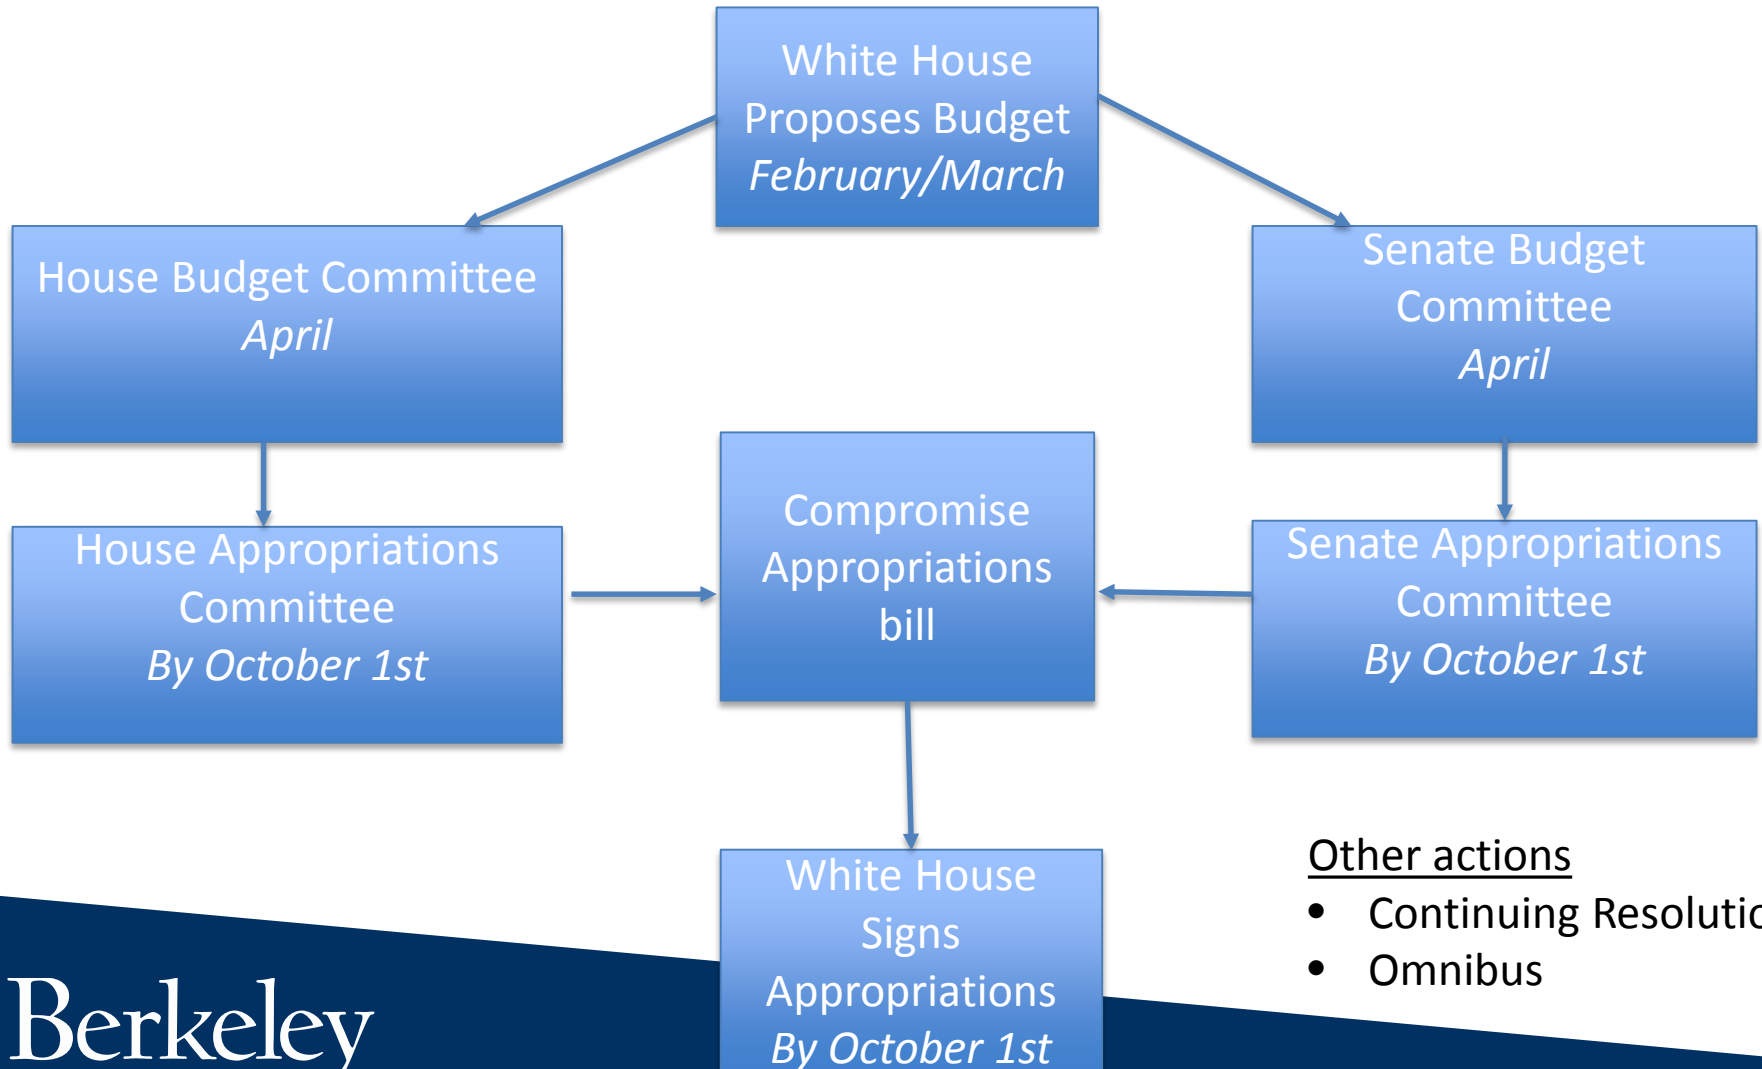 White House
Proposes Budget
February/March
House Budget Committee
April
Senate Budget
Committee
April
House Appropriations
Committee
By October 1st
Compromise
Appropriations
bill
Senate Appropriations
Committee
By October 1st
White House
Signs
Appropriations
By October 1st
Other actions
• Continuing
• Omnibus
Berkeley